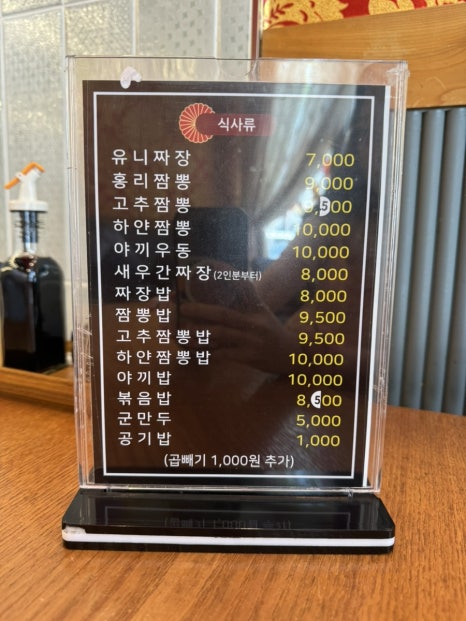 식사류
유니짜장 7,000
홍리짬뽕 9,000
고추짬뽕 9,500
하얀짬뽕 10,000
야끼우동 10,000
새우간짜장 (2인분부터) 8,000
짜장밥 8,000
짬뽕밥 9,500
고추짬뽕밥 9,500
하얀짬뽕밥 10,000
야끼밥 10,000
볶음밥 8,500
군만두 5,000
공기밥 1,000
(곱빼기 1,000원 추가)